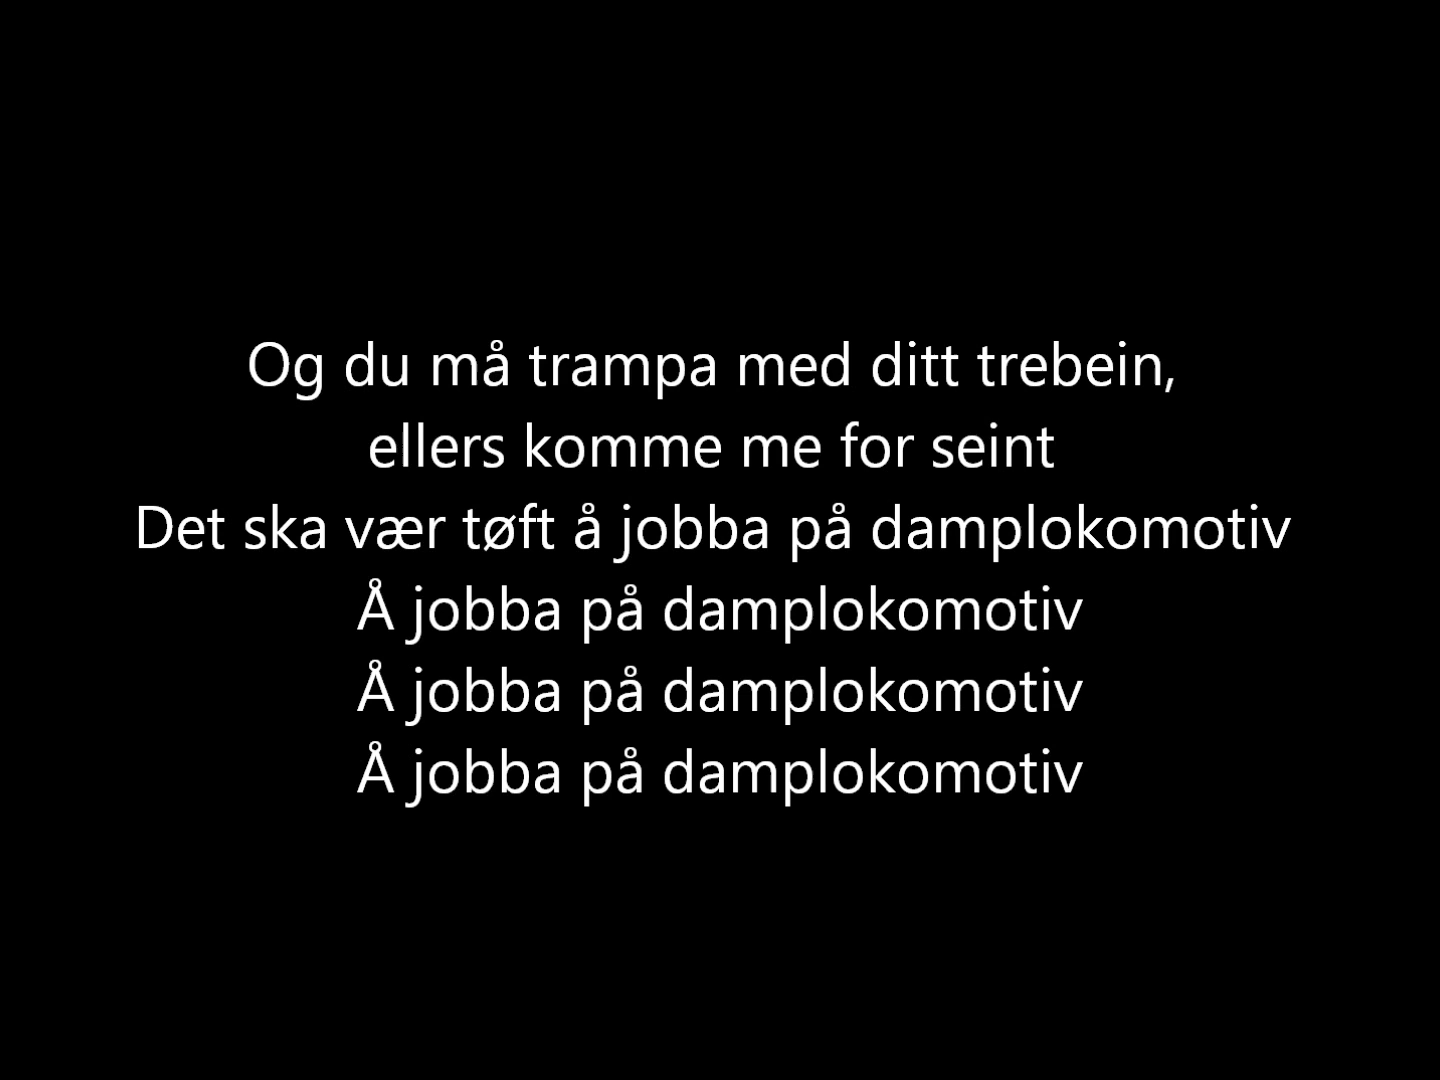 Og du må trampa med ditt trebein,
ellers komme me for seint
Det ska vær tøft å jobba på damplokomotiv
Å jobba på damplokomotiv
Å jobba på damplokomotiv
Å jobba på damplokomotiv